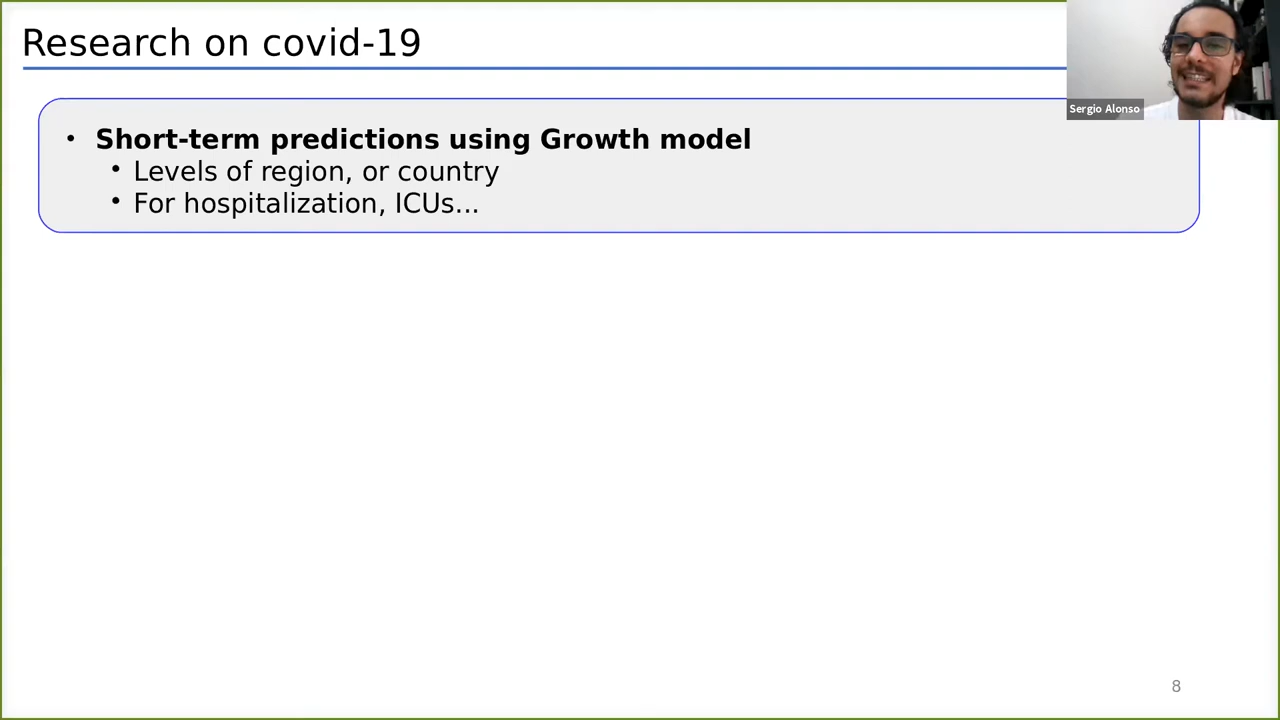 Research on covid-19
Sergio Alonso
• Short-term predictions using Growth model
• Levels of region, or country
• For hospitalization, ICUs...
8